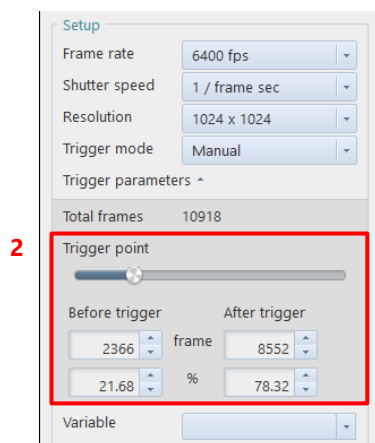 Setup
Frame rate 6400 fps
Shutter speed 1 / frame sec
Resolution 1024 x 1024
Trigger mode Manual
Trigger parameters
Total frames 10918
2 Trigger point
Before trigger After trigger
2366 frame 8552
21.68 % 78.32
Variable